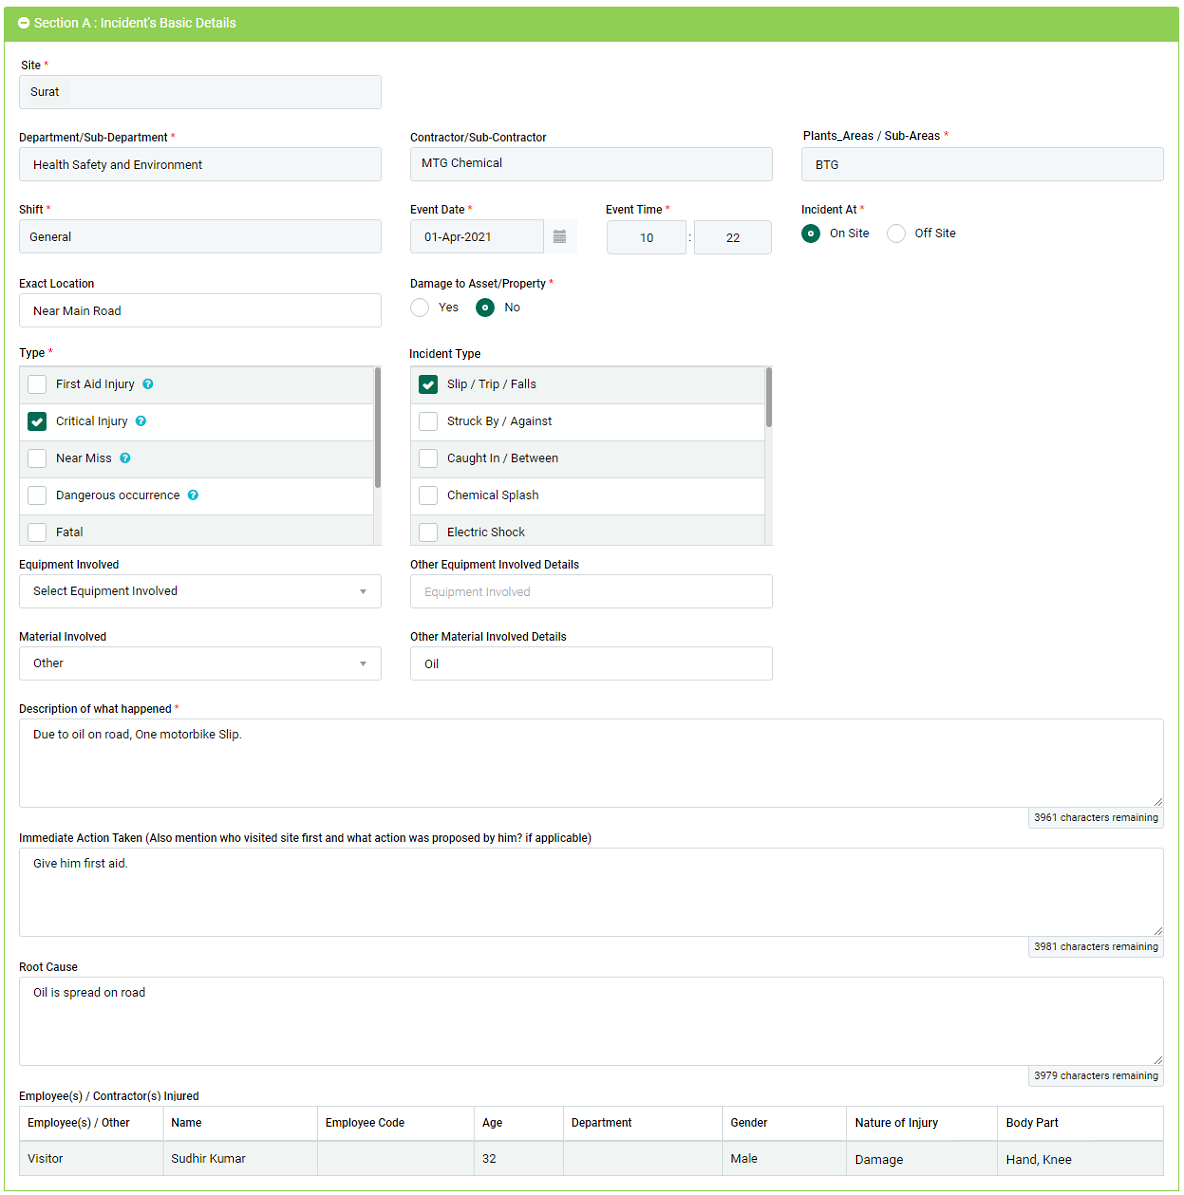 Section A : Incident's Basic Details
Site *
Surat
Department/Sub-Department *
Contractor/Sub-Contractor
Plants_Areas / Sub-Areas *
Health Safety and Environment
MTG Chemical
BTG
Shift *
Event Date *
Event Time *
Incident At *
General
01-Apr-2021
10 : 22
On Site
Off Site
Exact Location
Damage to Asset/Property *
Near Main Road
Yes
No
Type *
First Aid Injury ?
Critical Injury ?
Near Miss ?
Dangerous occurrence ?
Fatal
Incident Type
Slip / Trip / Falls
Struck By / Against
Caught In / Between
Chemical Splash
Electric Shock
Equipment Involved
Other Equipment Involved Details
Select Equipment Involved
Equipment Involved
Material Involved
Other Material Involved Details
Other
Oil
Description of what happened *
Due to oil on road, One motorbike Slip.
3961 characters remaining
Immediate Action Taken (Also mention who visited site first and what action was proposed by him? if applicable)
Give him first aid.
3981 characters remaining
Root Cause
Oil is spread on road
3979 characters remaining
Employee(s) / Contractor(s) Injured
Employee(s) / Other Name Employee Code Age Department Gender Nature of Injury Body Part
Visitor Sudhir Kumar 32 Male Damage Hand, Knee